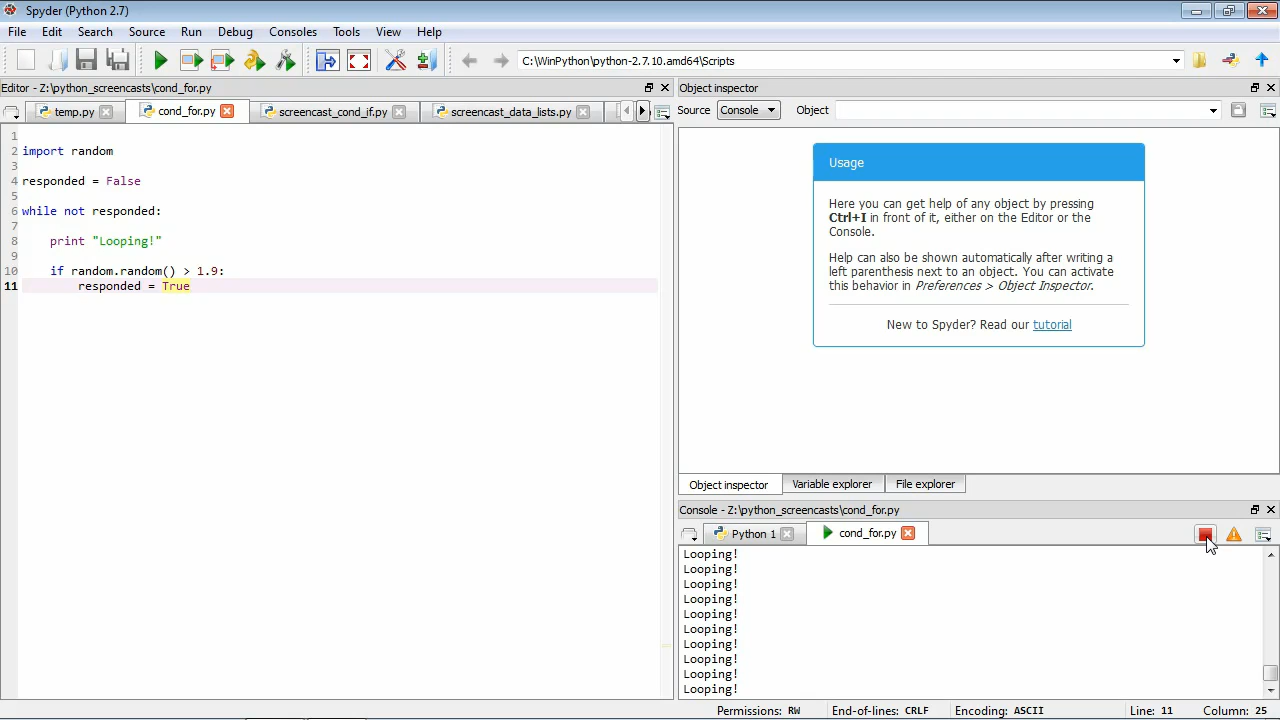 Spyder (Python 2.7)
File Edit Search Source Run Debug Consoles Tools View Help
C:\WinPython\python-2.7.10.amd64\Scripts
Editor - Z:\python_screencasts\cond_for.py
temp.py cond_for.py screencast_cond_if.py screencast_data_lists.py
1
2 import random
3
4 responded = False
5
6 while not responded:
7
8 print "Looping!"
9
10 if random.random() > 1.9:
11 responded = True
Object inspector
Source Console Object
Usage
Here you can get help of any object by pressing
Ctrl+I in front of it, either on the Editor or the
Console.
Help can also be shown automatically after writing a
left parenthesis next to an object. You can activate
this behavior in Preferences > Object Inspector.
New to Spyder? Read our tutorial
Object inspector Variable explorer File explorer
Console - Z:\python_screencasts\cond_for.py
Python 1 cond_for.py
Looping!
Looping!
Looping!
Looping!
Looping!
Looping!
Looping!
Looping!
Looping!
Looping!
Permissions: RW End-of-lines: CRLF Encoding: ASCII Line: 11 Column: 25